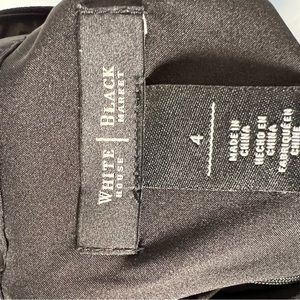 WHITE | BLACK
HOUSE | MARKET
4
MADE IN
CHINA
HECHO EN
CHINA
FABRIQUÉ EN
CHINE